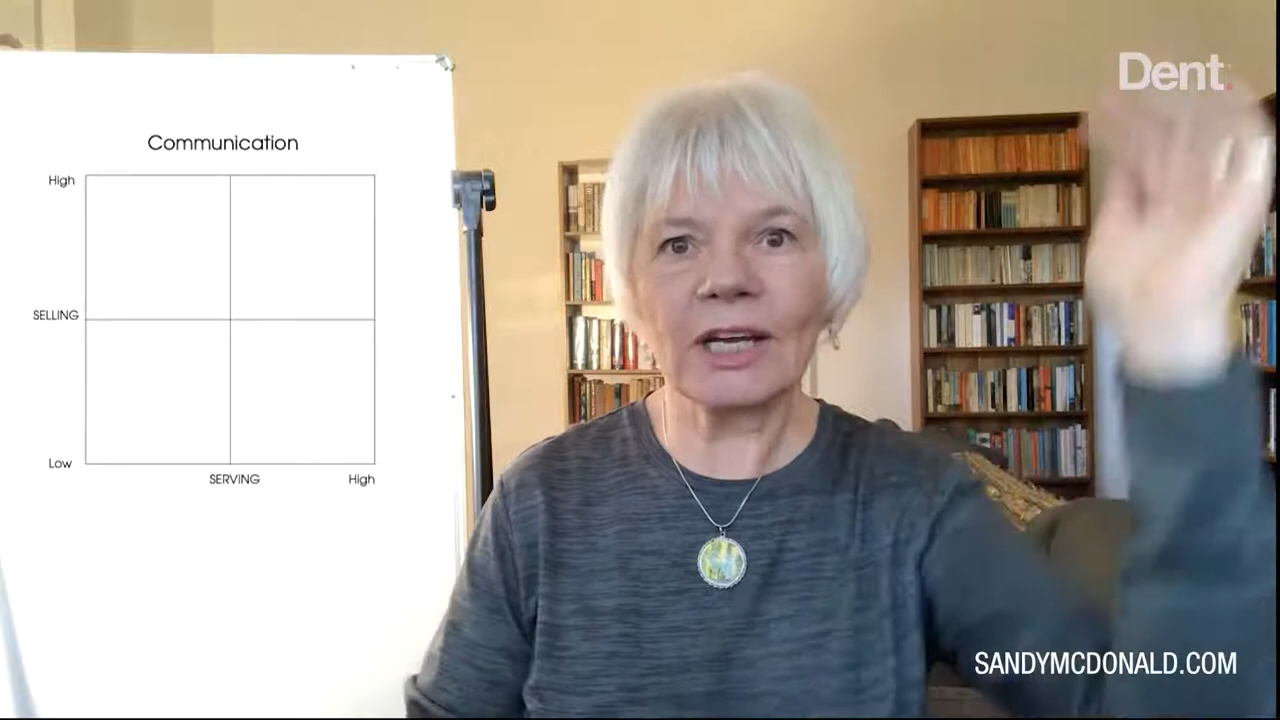 Dent.
Communication
High
SELLING
Low
SERVING
High
SANDYMCDONALD.COM